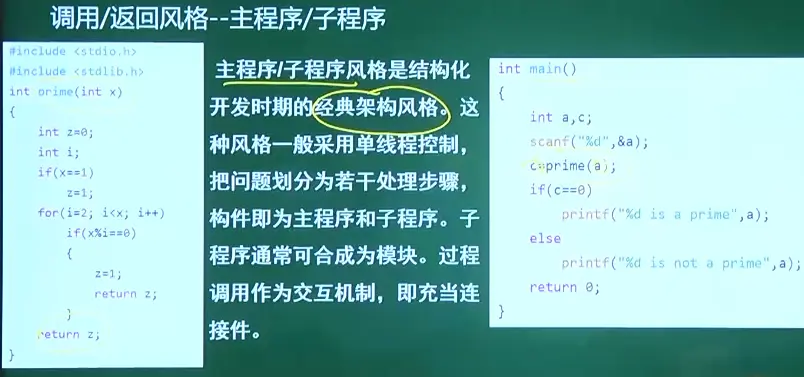 调用/返回风格--主程序/子程序
#include <stdio.h>
#include <stdlib.h>
int prime(int x)
{
int z=0;
int i;
if(x==1)
z=1;
for(i=2; i<x; i++)
if(x%i==0)
{
z=1;
return z;
}
return z;
}
主程序/子程序风格是结构化
开发时期的经典架构风格。这
种风格一般采用单线程控制，
把问题划分为若干处理步骤，
构件即为主程序和子程序。子
程序通常可合成为模块。过程
调用作为交互机制，即充当连
接件。
int main()
{
int a,c;
scanf("%d",&a);
c=prime(a);
if(c==0)
printf("%d is a prime",a);
else
printf("%d is not a prime",a);
return 0;
}